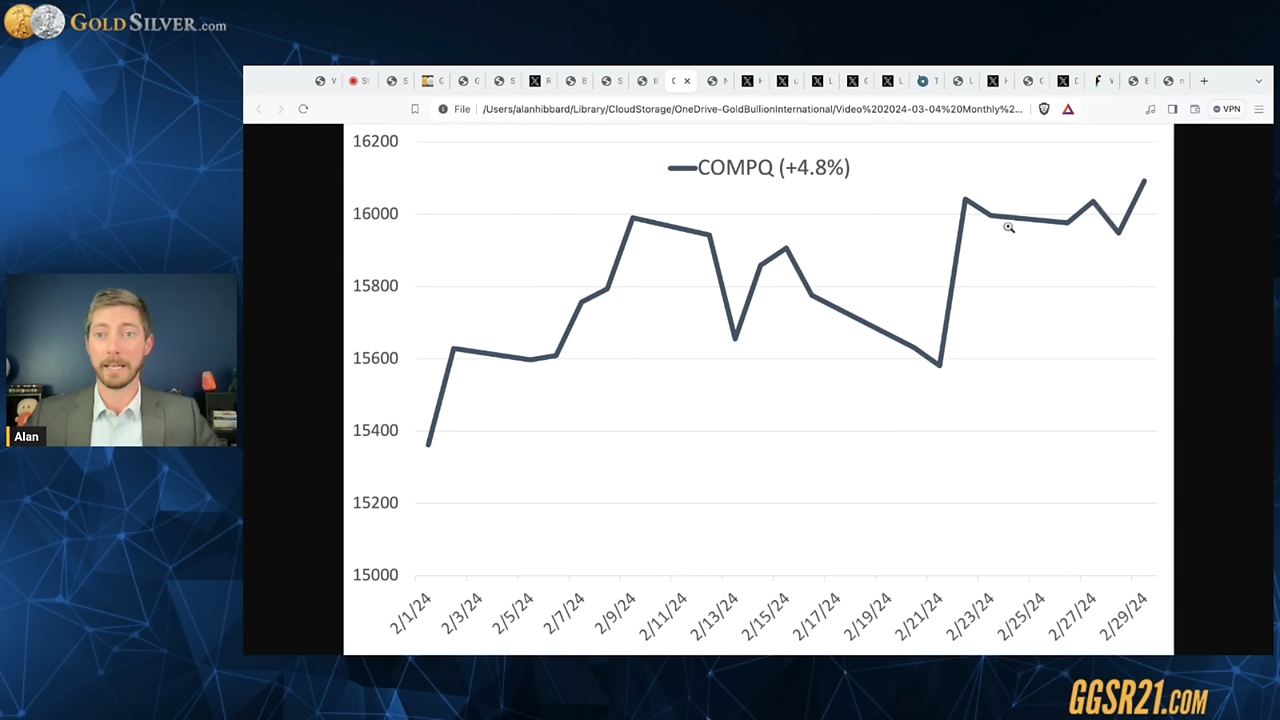 GOLDSILVER.com
File /Users/alanhibbard/Library/CloudStorage/OneDrive-GoldBullionInternational/Video%202024-03-04%20Monthly%2... VPN
COMPQ (+4.8%)
16200
16000
15800
15600
15400
15200
15000
2/1/24 2/3/24 2/5/24 2/7/24 2/9/24 2/11/24 2/13/24 2/15/24 2/17/24 2/19/24 2/21/24 2/23/24 2/25/24 2/27/24 2/29/24
Alan
GGSR21.COM